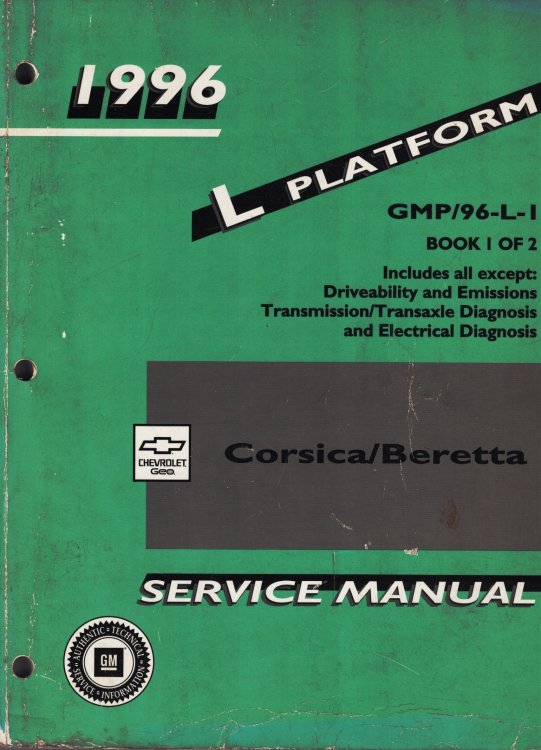 1996
L PLATFORM
GMP/96-L-1
BOOK 1 OF 2
Includes all except:
Driveability and Emissions
Transmission/Transaxle Diagnosis
and Electrical Diagnosis
CHEVROLET
Geo
Corsica/Beretta
SERVICE MANUAL
AUTHENTIC • TECHNICAL
GM
SERVICE • INFORMATION